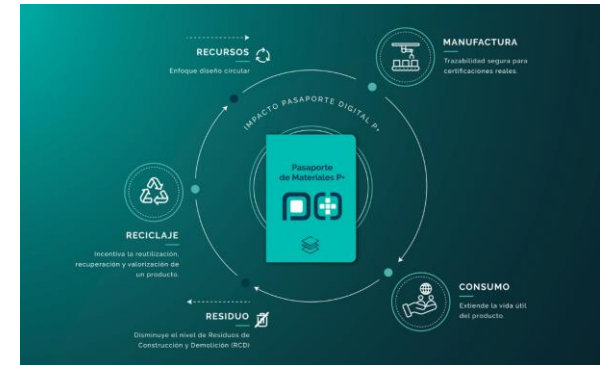 RECURSOS
Enfoque diseño circular
MANUFACTURA
Trazabilidad segura para
certificaciones reales.
IMPACTO PASAPORTE DIGITAL P+
Pasaporte
de Materiales P+
RECICLAJE
Incentiva la reutilización,
recuperación y valorización de
un producto.
CONSUMO
Extiende la vida útil
del producto.
RESIDUO
Disminuye el nivel de Residuos de
Construcción y Demolición (RCD)